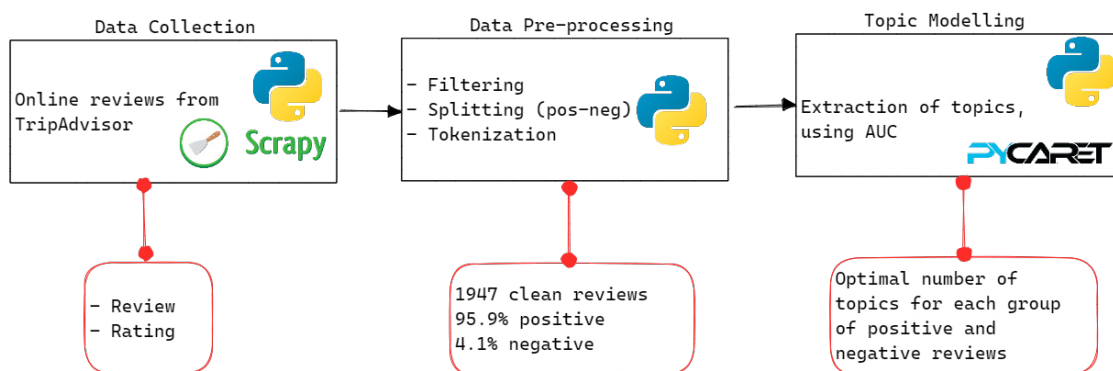 Data Collection
Online reviews from
TripAdvisor
Scrapy
- Review
- Rating
Data Pre-processing
- Filtering
- Splitting (pos-neg)
- Tokenization
1947 clean reviews
95.9% positive
4.1% negative
Topic Modelling
Extraction of topics,
using AUC
PYCARET
Optimal number of
topics for each group
of positive and
negative reviews